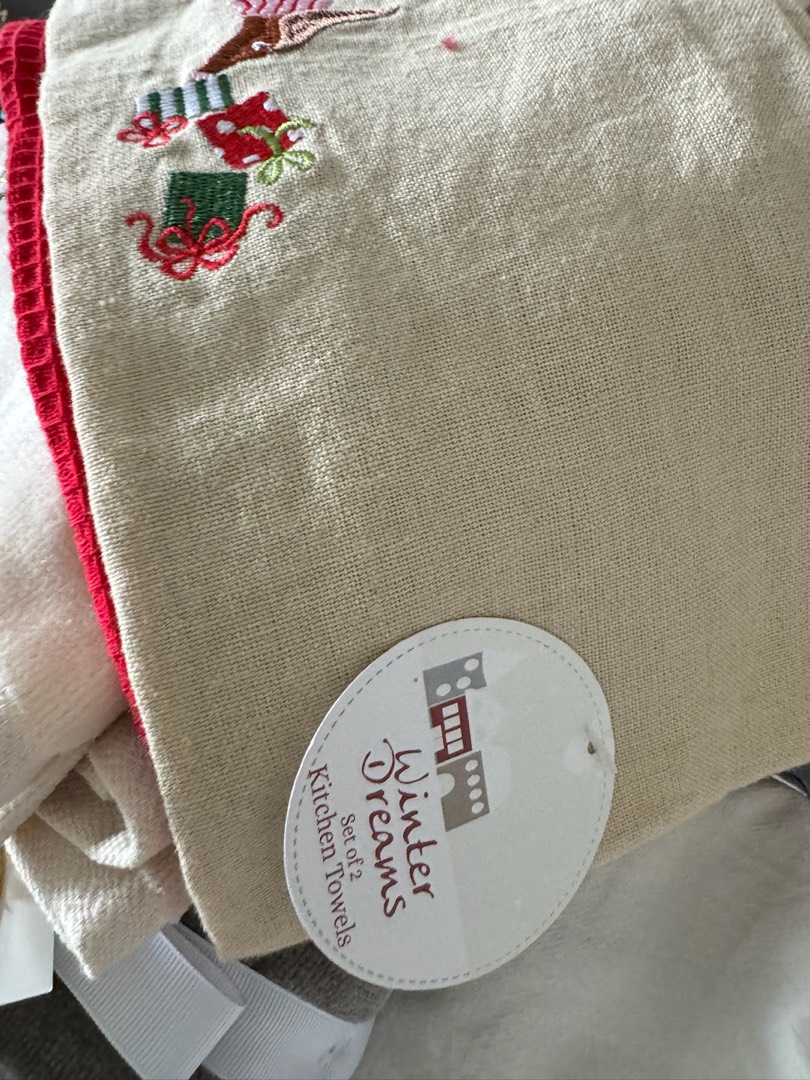 Winter
Dreams
Set of 2
Kitchen Towels